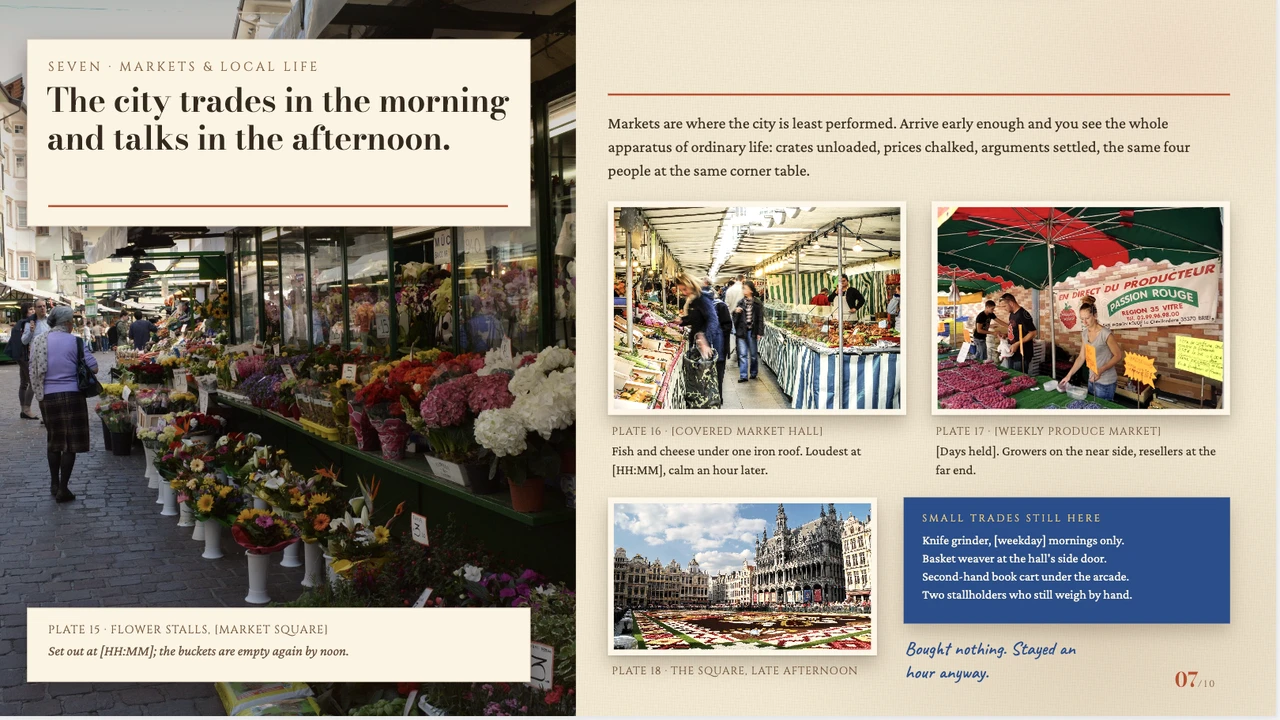 SEVEN · MARKETS & LOCAL LIFE
The city trades in the morning
and talks in the afternoon.
PLATE 15 · FLOWER STALLS, [MARKET SQUARE]
Set out at [HH:MM]; the buckets are empty again by noon.
Markets are where the city is least performed. Arrive early enough and you see the whole
apparatus of ordinary life: crates unloaded, prices chalked, arguments settled, the same four
people at the same corner table.
EN DIRECT DU PRODUCTEUR
PASSION ROUGE
REGION 35 VITRE
PLATE 16 · [COVERED MARKET HALL]
Fish and cheese under one iron roof. Loudest at
[HH:MM], calm an hour later.
PLATE 17 · [WEEKLY PRODUCE MARKET]
[Days held]. Growers on the near side, resellers at the
far end.
PLATE 18 · THE SQUARE, LATE AFTERNOON
SMALL TRADES STILL HERE
Knife grinder, [weekday] mornings only.
Basket weaver at the hall's side door.
Second-hand book cart under the arcade.
Two stallholders who still weigh by hand.
Bought nothing. Stayed an
hour anyway.
07/10